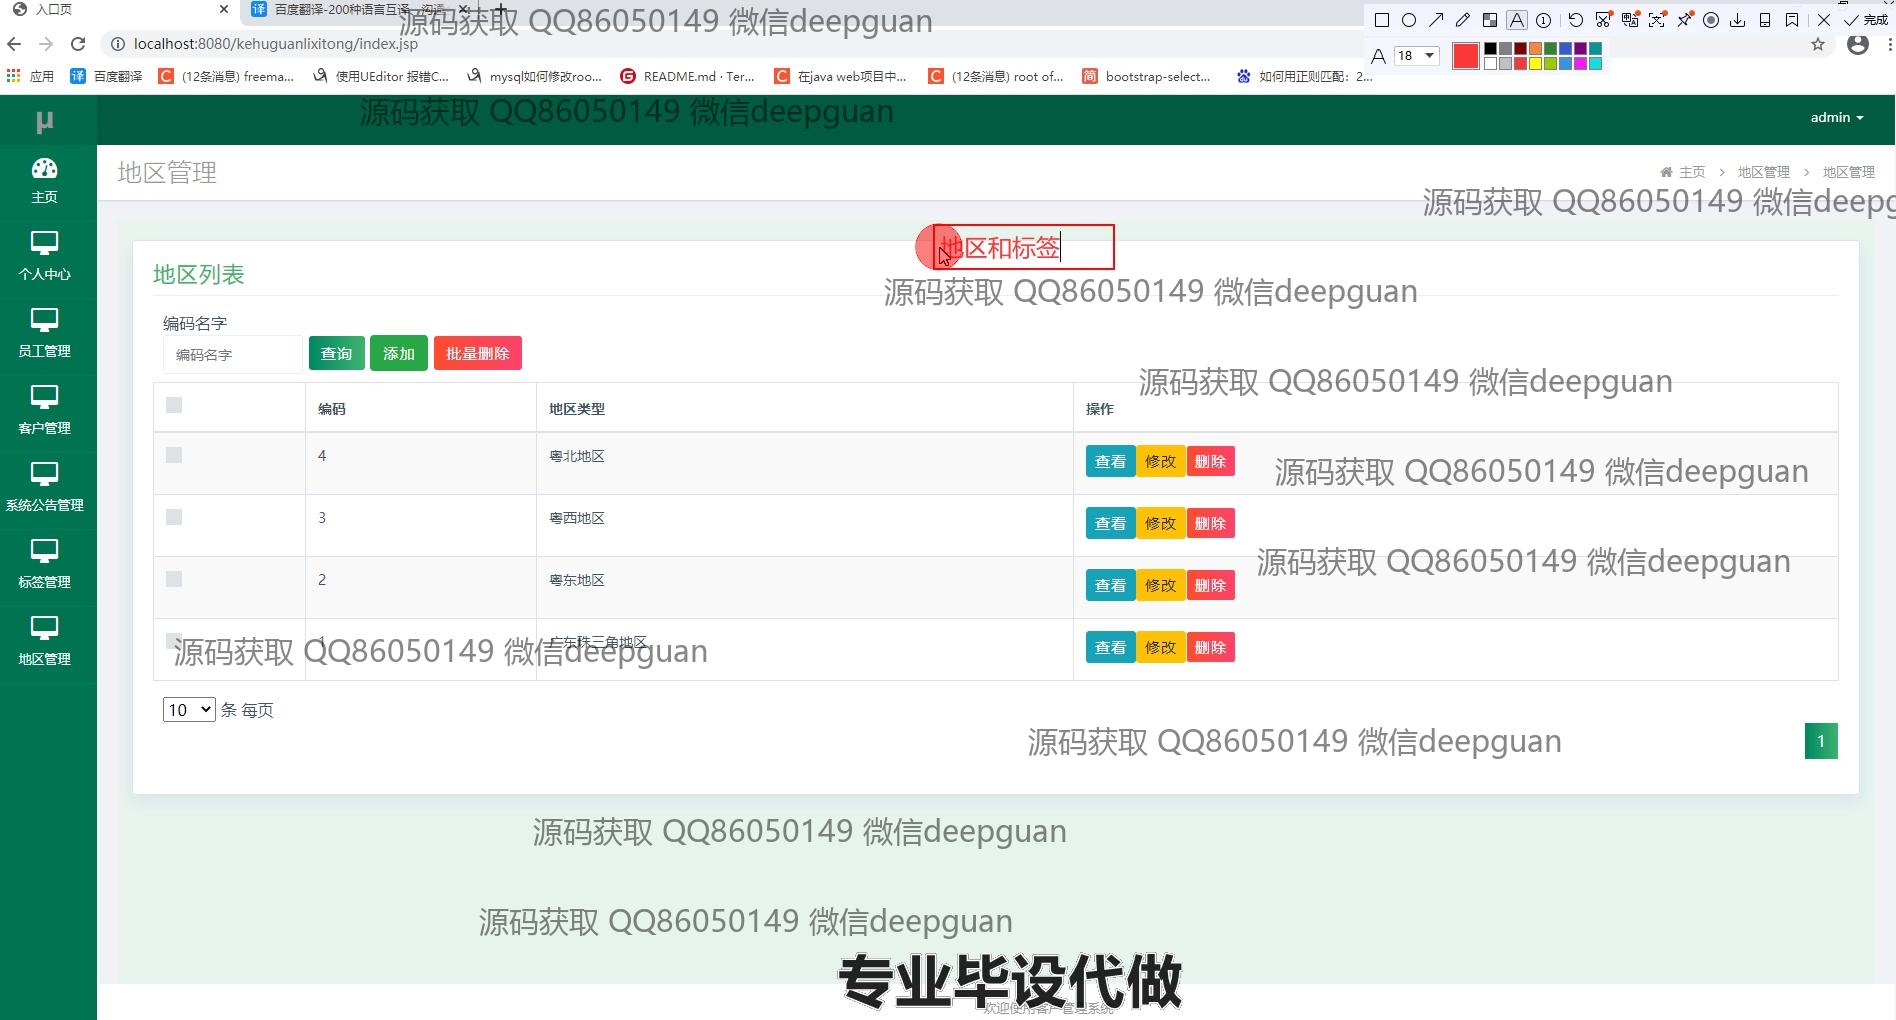 入口页
百度翻译-200种语言互译、沟通
源码获取 QQ86050149 微信deepguan
完成
localhost:8080/kehuguanlixitong/index.jsp
18
应用
百度翻译
(12条消息) freema...
使用UEditor 报错C...
mysql如何修改roo...
README.md · Ter...
在java web项目中...
(12条消息) root of...
bootstrap-select...
如何用正则匹配：2...
源码获取 QQ86050149 微信deepguan
μ
admin
主页
地区管理
主页 > 地区管理 > 地区管理
源码获取 QQ86050149 微信deepg
个人中心
地区和标签
地区列表
源码获取 QQ86050149 微信deepguan
编码名字
员工管理
编码名字 查询 添加 批量删除
源码获取 QQ86050149 微信deepguan
编码 地区类型 操作
客户管理
4 粤北地区 查看 修改 删除
源码获取 QQ86050149 微信deepguan
系统公告管理
3 粤西地区 查看 修改 删除
源码获取 QQ86050149 微信deepguan
标签管理
2 粤东地区 查看 修改 删除
1 广东珠三角地区 查看 修改 删除
源码获取 QQ86050149 微信deepguan
地区管理
10 条 每页
源码获取 QQ86050149 微信deepguan
1
源码获取 QQ86050149 微信deepguan
源码获取 QQ86050149 微信deepguan
专业毕设代做
欢迎使用客户管理系统